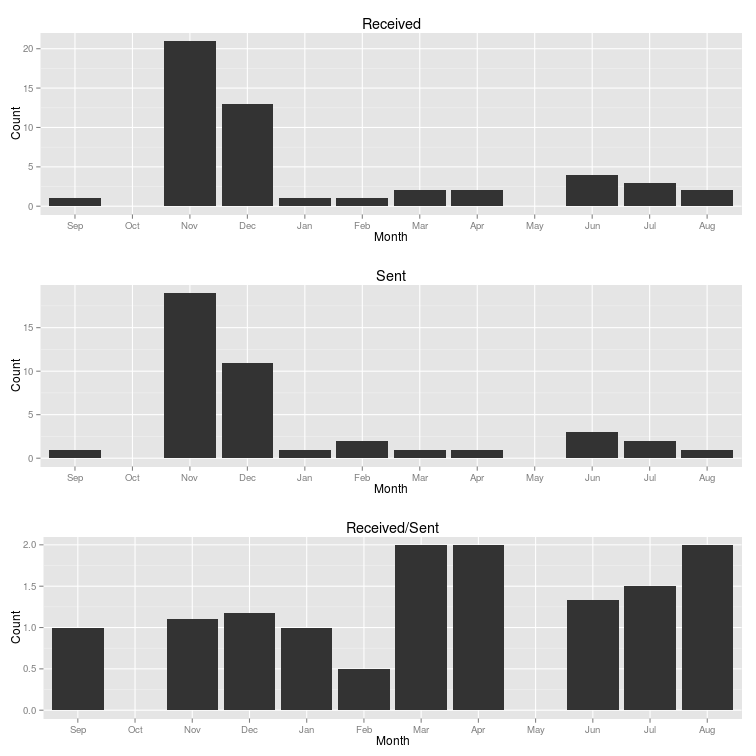 Received
20
15
10
5
0
Count
Sep Oct Nov Dec Jan Feb Mar Apr May Jun Jul Aug
Month
Sent
15
10
5
0
Count
Sep Oct Nov Dec Jan Feb Mar Apr May Jun Jul Aug
Month
Received/Sent
2.0
1.5
1.0
0.5
0.0
Count
Sep Oct Nov Dec Jan Feb Mar Apr May Jun Jul Aug
Month